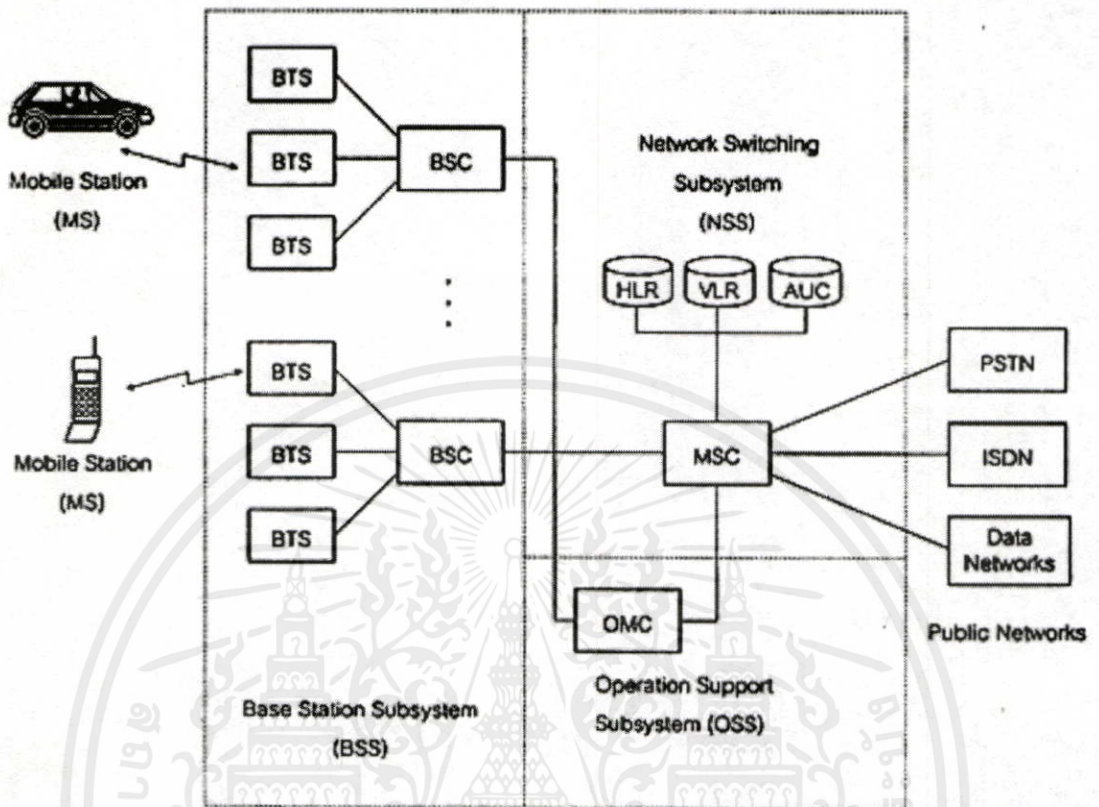 BTS
BTS
BTS
BSC
Mobile Station
(MS)
Network Switching
Subsystem
(NSS)
HLR
VLR
AUC
BTS
BTS
BTS
BSC
Mobile Station
(MS)
MSC
PSTN
ISDN
Data
Networks
Public Networks
OMC
Operation Support
Subsystem (OSS)
Base Station Subsystem
(BSS)